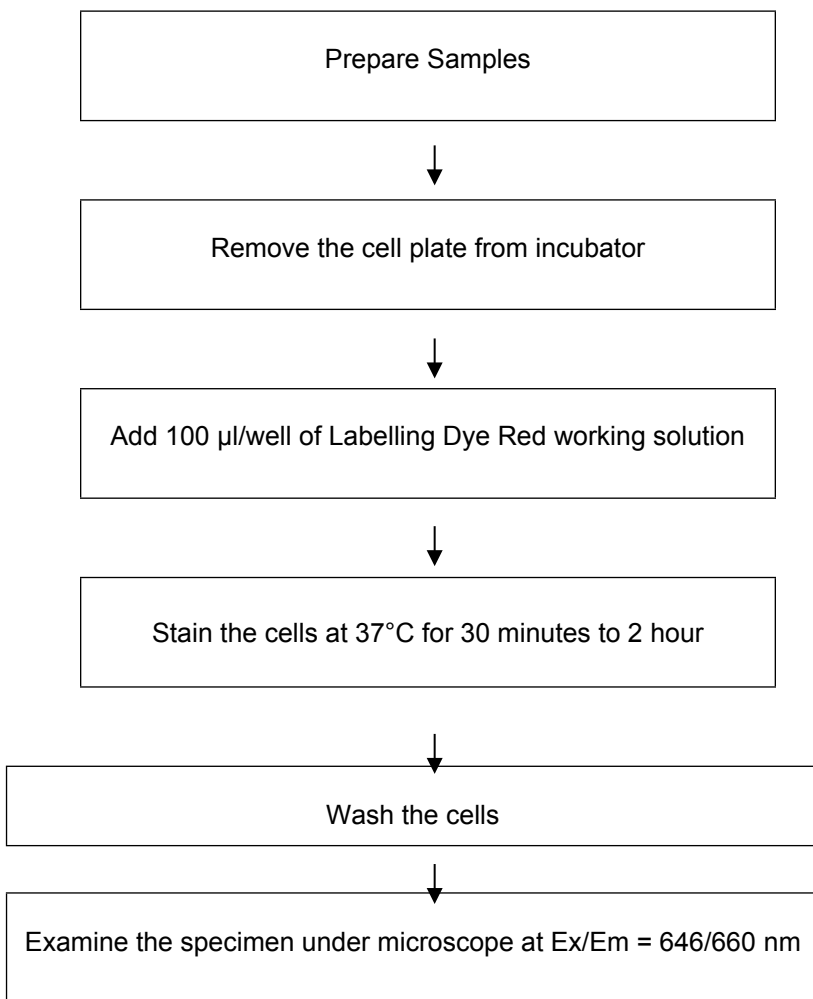 Prepare Samples
Remove the cell plate from incubator
Add 100 µl/well of Labelling Dye Red working solution
Stain the cells at 37°C for 30 minutes to 2 hour
Wash the cells
Examine the specimen under microscope at Ex/Em = 646/660 nm